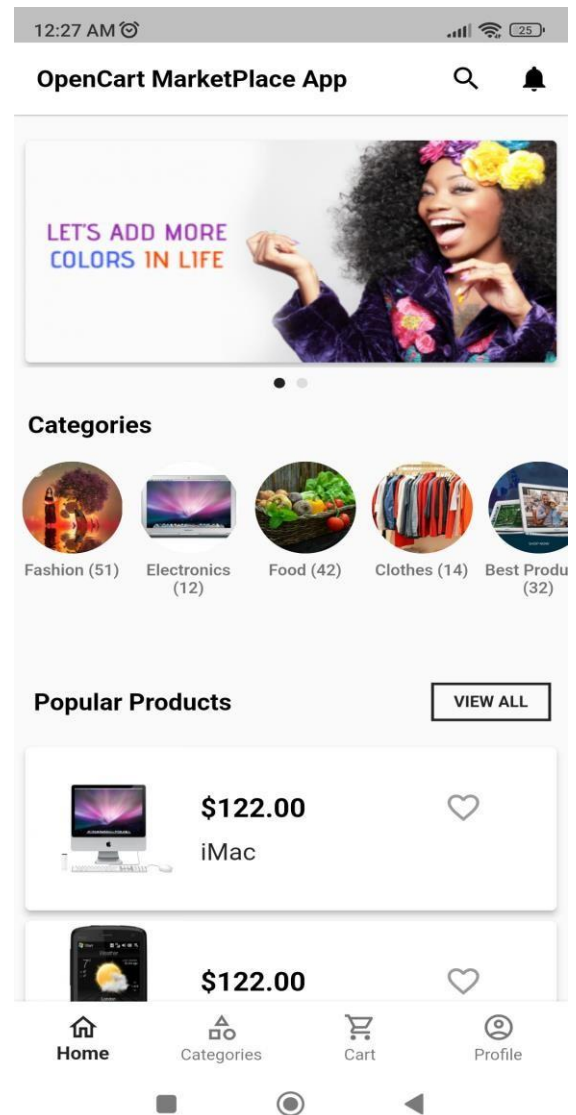 12:27 AM
25
OpenCart MarketPlace App
LET'S ADD MORE
COLORS IN LIFE
Categories
Fashion (51)
Electronics
(12)
Food (42)
Clothes (14)
Best Produ
(32)
Popular Products
VIEW ALL
$122.00
iMac
$122.00
Home
Categories
Cart
Profile